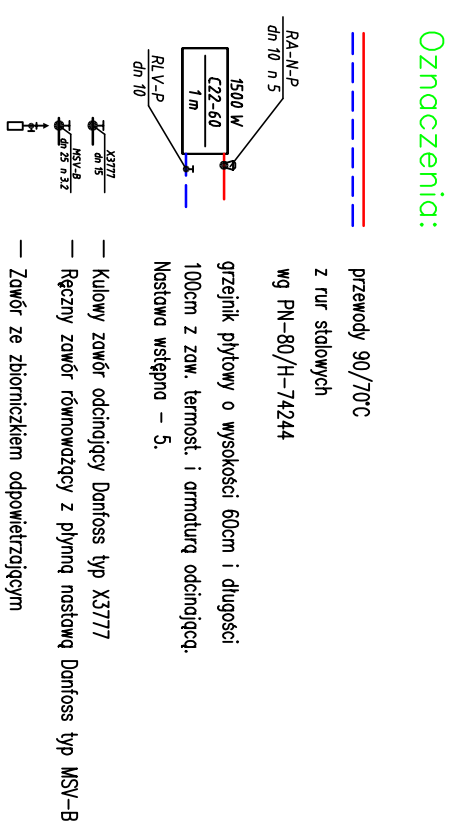 Oznaczenia:
przewody 90/70°C
z rur stalowych
wg PN-80/H-74244
RA-N-P
dn 10 n 5
1500 W
C22-60
1 m
RLV-P
dn 10
grzejnik płytowy o wysokości 60cm i długości
100cm z zaw. termost. i armaturą odcinającą.
Nastawa wstępna - 5.
X3777
dn 15
— Kulowy zawór odcinający Danfoss typ X3777
MSV-B
dn 25 n 3.2
— Ręczny zawór równoważący z płynną nastawą Danfoss typ MSV-B
— Zawór ze zbiorniczkiem odpowietrzającym